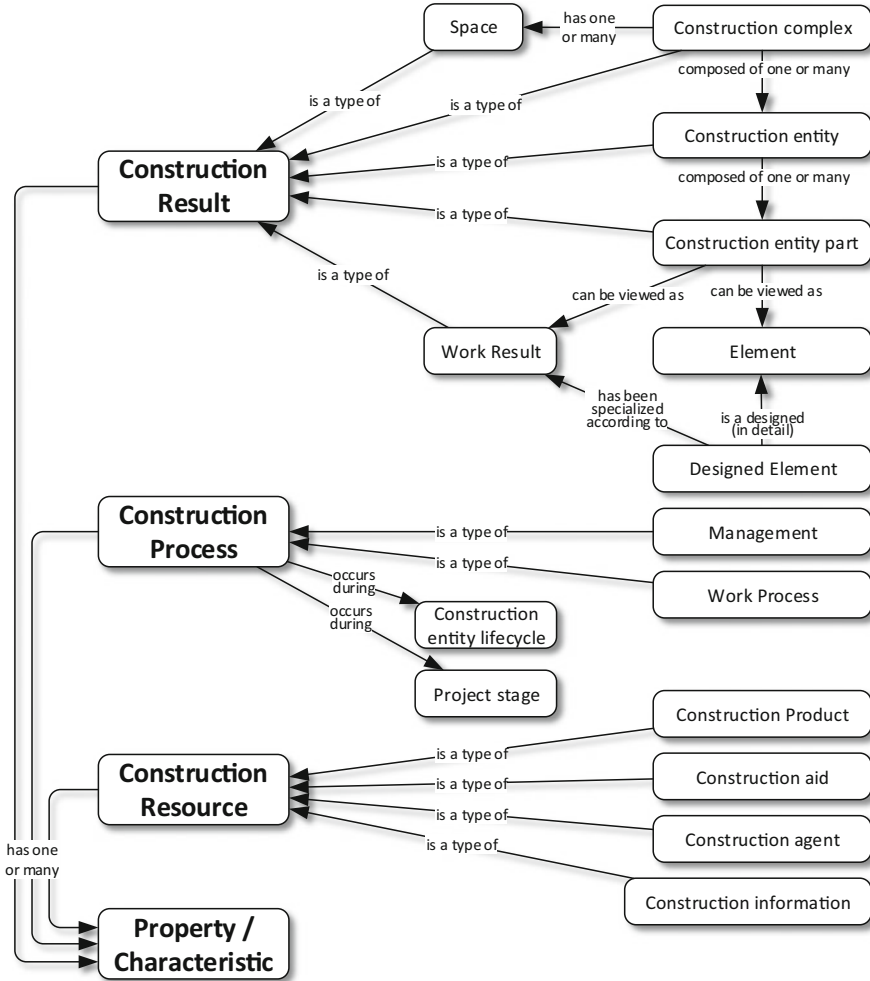 Space
has one
or many
Construction complex
composed of one or many
is a type of
is a type of
Construction entity
Construction
Result
is a type of
composed of one or many
is a type of
Construction entity part
is a type of
can be viewed as
can be viewed as
Work Result
Element
has been
specialized
according to
is a designed
(in detail)
Designed Element
Construction
Process
is a type of
Management
is a type of
Work Process
occurs
during
Construction
entity lifecycle
occurs
during
Project stage
Construction Product
Construction
Resource
is a type of
Construction aid
is a type of
is a type of
Construction agent
is a type of
has one
or many
Construction information
Property /
Characteristic